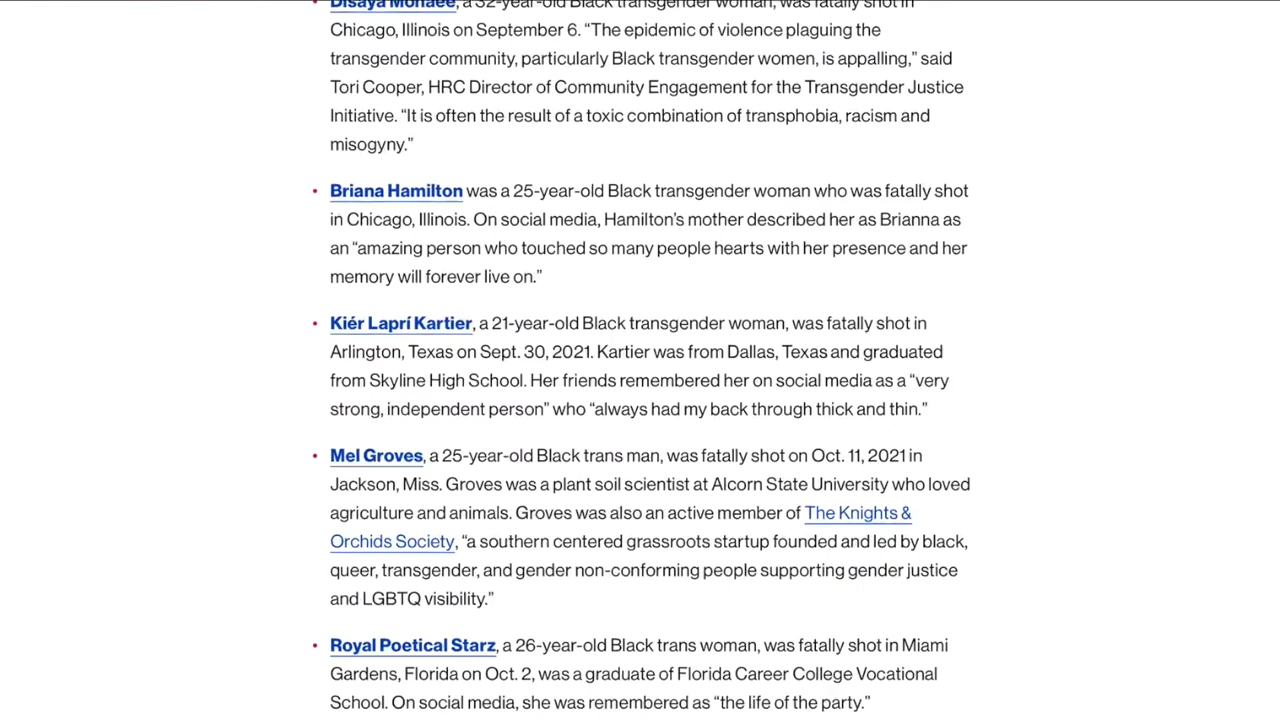 Disaya Monaee, a 32-year-old Black transgender woman, was fatally shot in
Chicago, Illinois on September 6. “The epidemic of violence plaguing the
transgender community, particularly Black transgender women, is appalling,” said
Tori Cooper, HRC Director of Community Engagement for the Transgender Justice
Initiative. “It is often the result of a toxic combination of transphobia, racism and
misogyny.”
• Briana Hamilton was a 25-year-old Black transgender woman who was fatally shot
in Chicago, Illinois. On social media, Hamilton’s mother described her as Brianna as
an “amazing person who touched so many people hearts with her presence and her
memory will forever live on.”
• Kiér Laprí Kartier, a 21-year-old Black transgender woman, was fatally shot in
Arlington, Texas on Sept. 30, 2021. Kartier was from Dallas, Texas and graduated
from Skyline High School. Her friends remembered her on social media as a “very
strong, independent person” who “always had my back through thick and thin.”
• Mel Groves, a 25-year-old Black trans man, was fatally shot on Oct. 11, 2021 in
Jackson, Miss. Groves was a plant soil scientist at Alcorn State University who loved
agriculture and animals. Groves was also an active member of The Knights &
Orchids Society, “a southern centered grassroots startup founded and led by black,
queer, transgender, and gender non-conforming people supporting gender justice
and LGBTQ visibility.”
• Royal Poetical Starz, a 26-year-old Black trans woman, was fatally shot in Miami
Gardens, Florida on Oct. 2, was a graduate of Florida Career College Vocational
School. On social media, she was remembered as “the life of the party.”